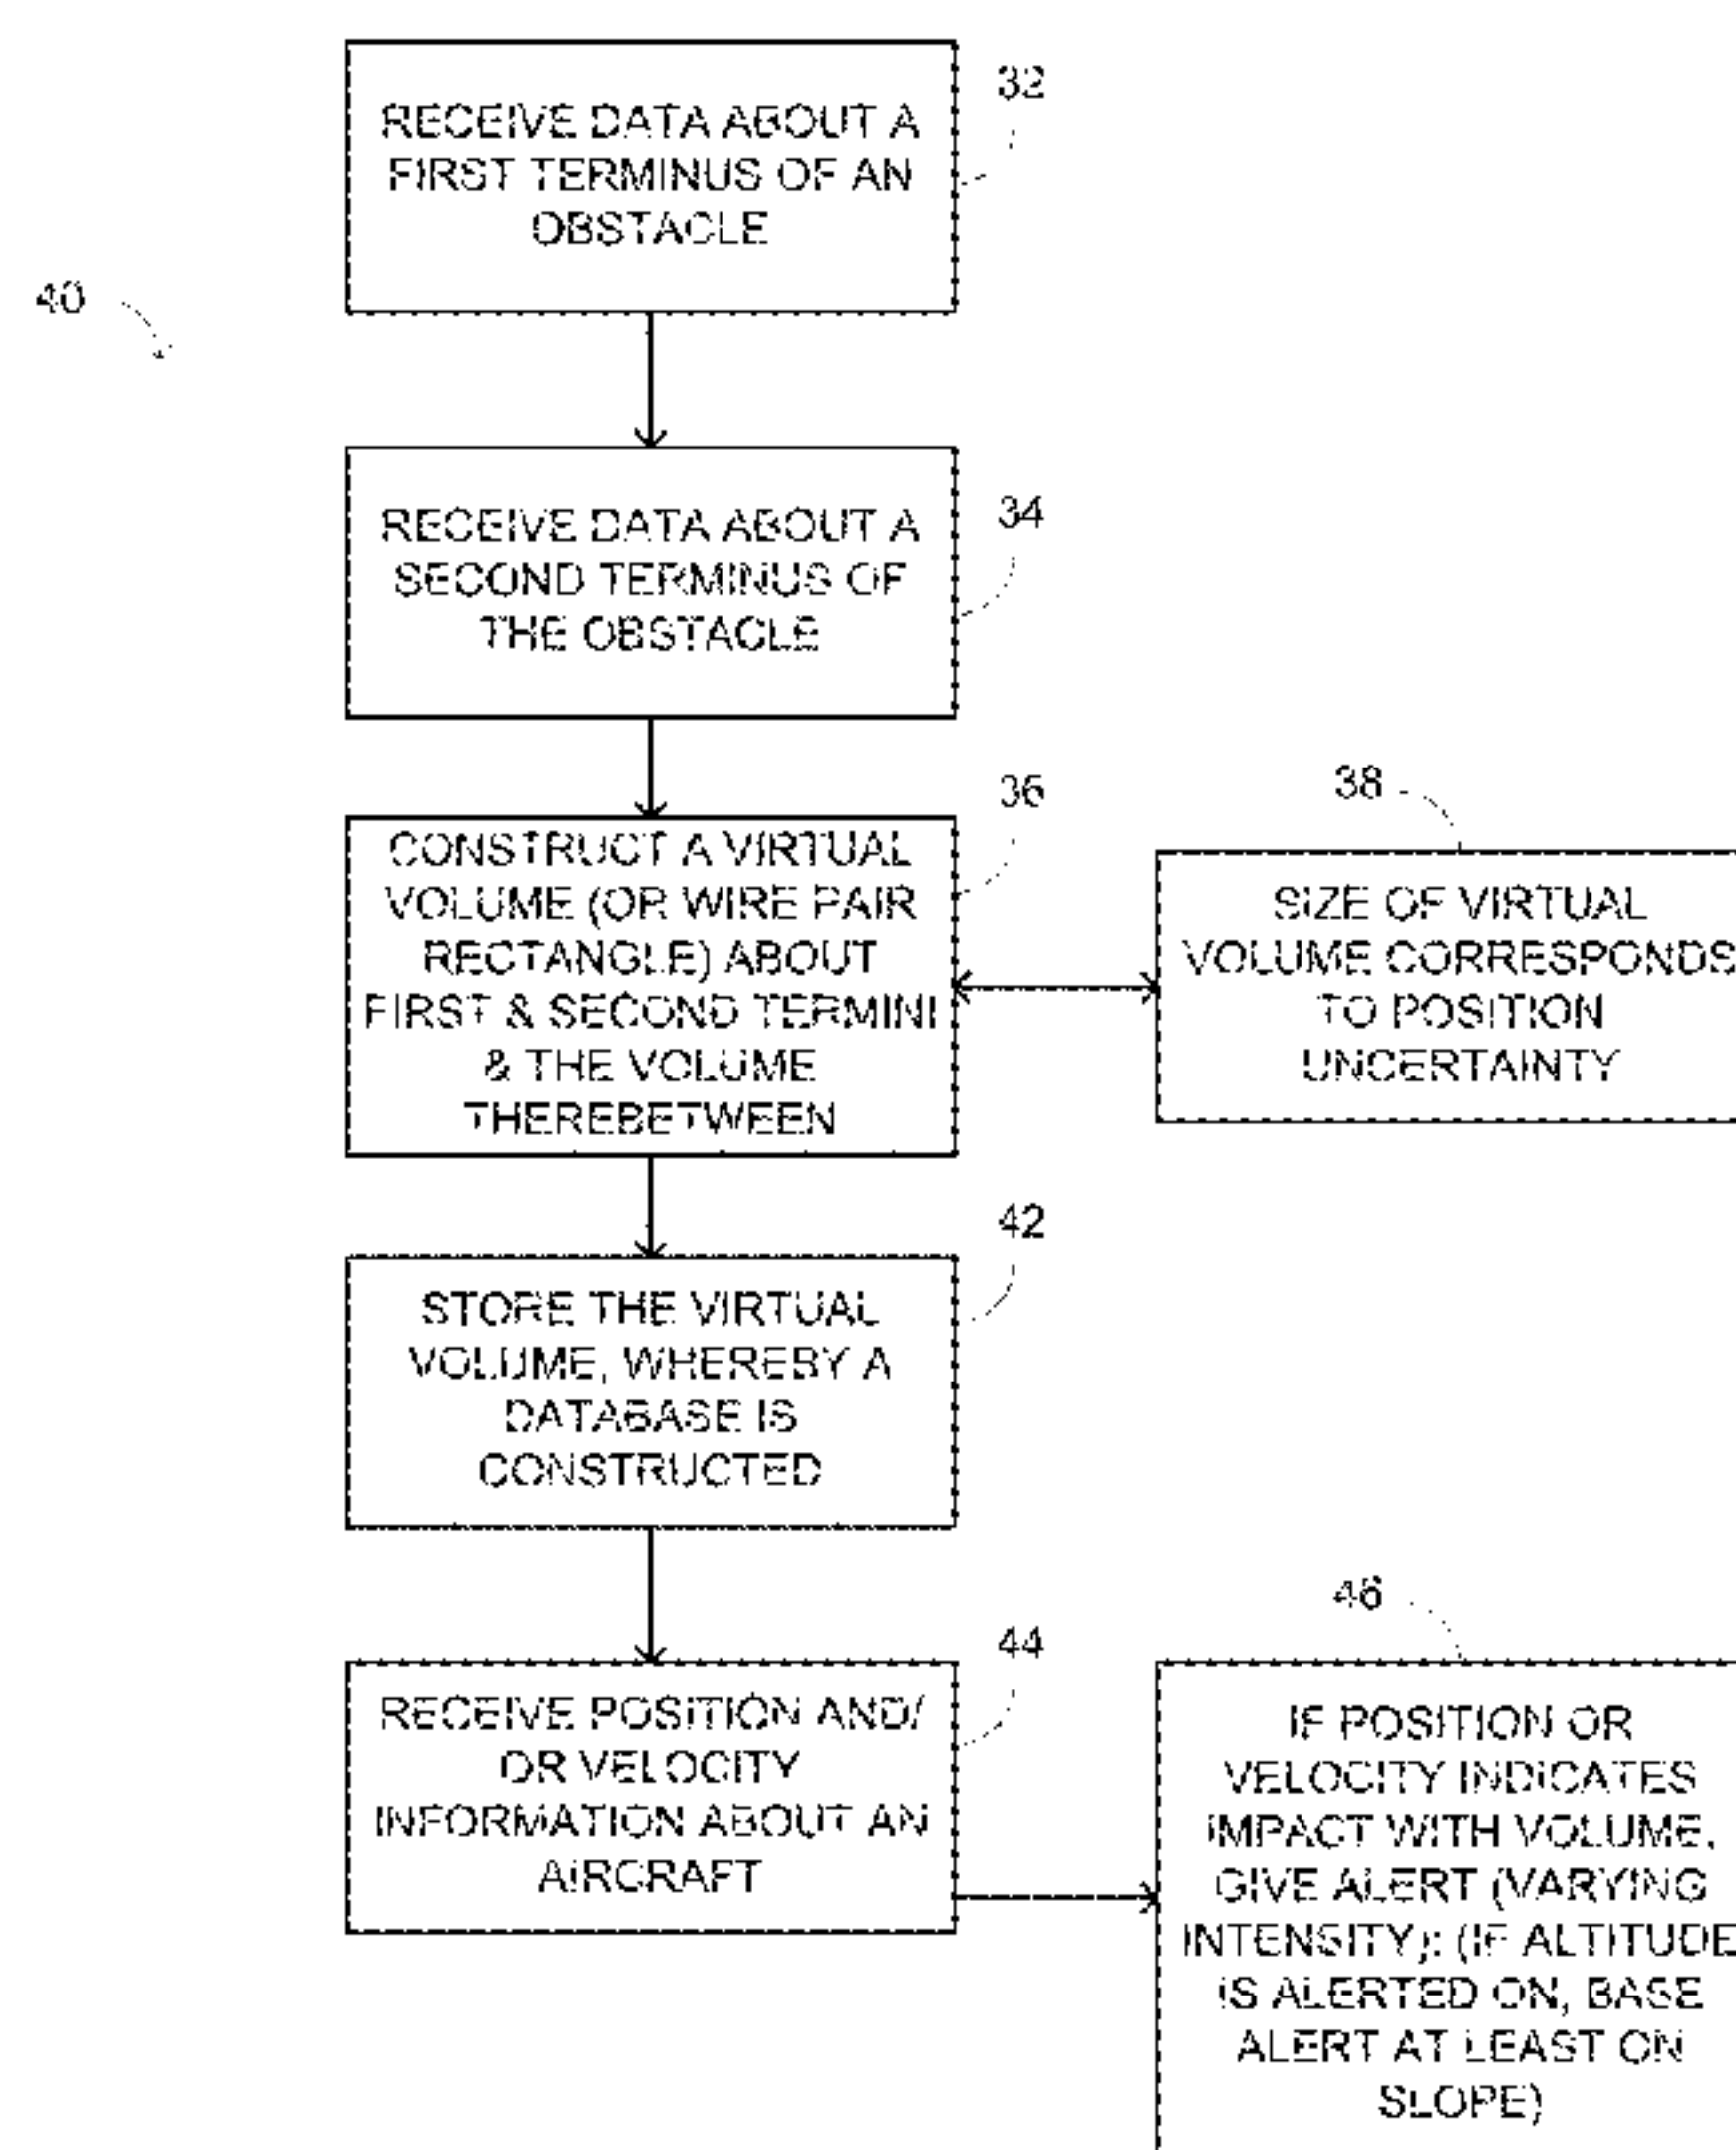 32
RECEIVE DATA ABOUT A
FIRST TERMINUS OF AN
OBSTACLE
40
34
RECEIVE DATA ABOUT A
SECOND TERMINUS OF
THE OBSTACLE
36
CONSTRUCT A VIRTUAL
VOLUME (OR WIRE PAIR
RECTANGLE) ABOUT
FIRST & SECOND TERMINI
& THE VOLUME
THEREBETWEEN
38
SIZE OF VIRTUAL
VOLUME CORRESPONDS
TO POSITION
UNCERTAINTY
42
STORE THE VIRTUAL
VOLUME, WHEREBY A
DATABASE IS
CONSTRUCTED
44
RECEIVE POSITION AND/
OR VELOCITY
INFORMATION ABOUT AN
AIRCRAFT
46
IF POSITION OR
VELOCITY INDICATES
IMPACT WITH VOLUME,
GIVE ALERT (VARYING
INTENSITY): (IF ALTITUDE
IS ALERTED ON, BASE
ALERT AT LEAST ON
SLOPE)